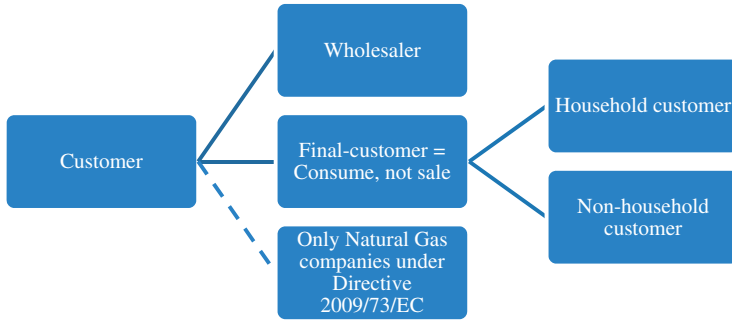 Customer
Wholesaler
Final-customer =
Consume, not sale
Only Natural Gas
companies under
Directive
2009/73/EC
Household customer
Non-household
customer